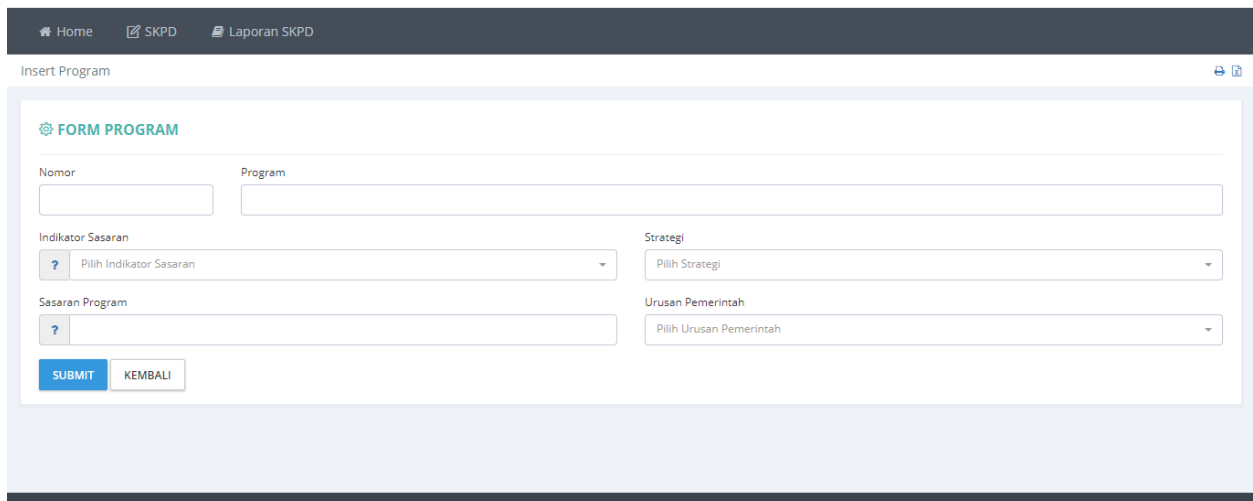 Home SKPD Laporan SKPD
Insert Program
FORM PROGRAM
Nomor Program
Indikator Sasaran Strategi
? Pilih Indikator Sasaran Pilih Strategi
Sasaran Program Urusan Pemerintah
? Pilih Urusan Pemerintah
SUBMIT KEMBALI